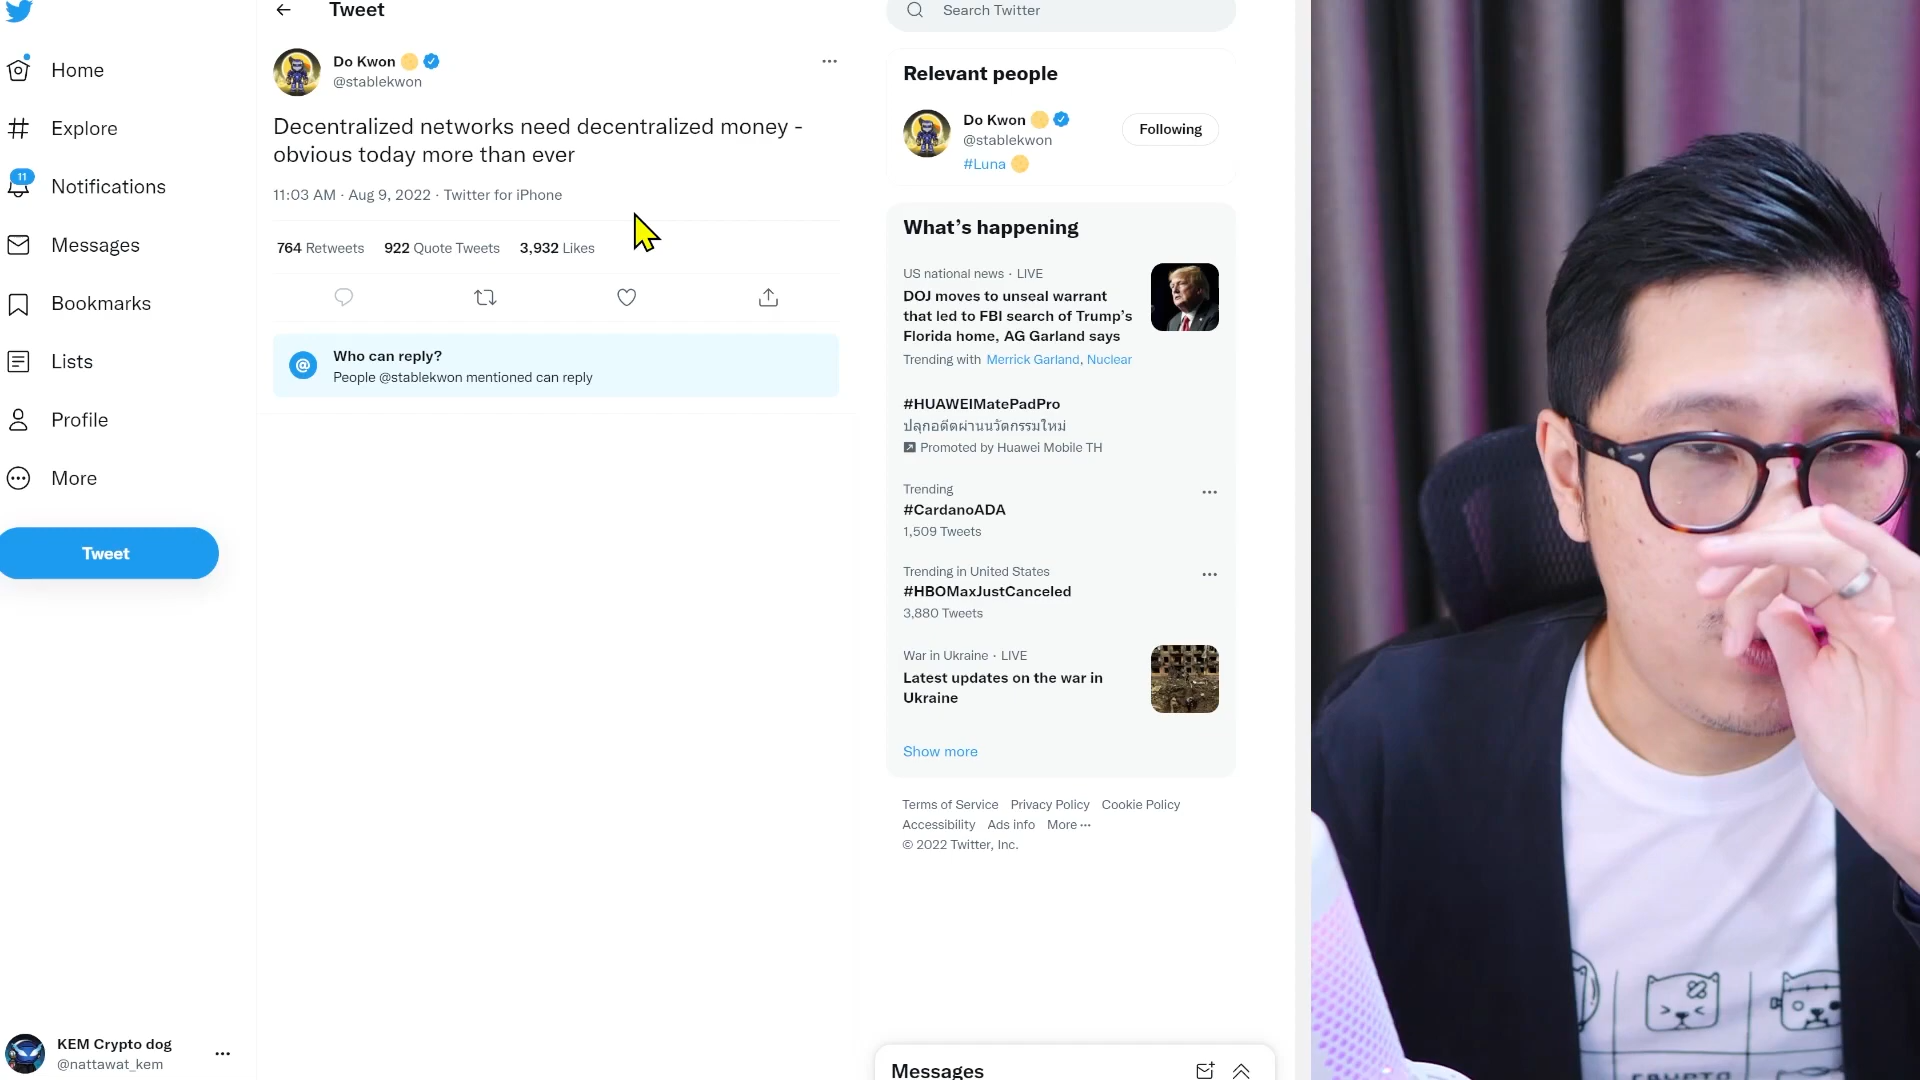 Tweet
Search Twitter
Home
Explore
11
Notifications
Messages
Bookmarks
Lists
Profile
More
Tweet
KEM Crypto dog
@nattawat_kem
Do Kwon
@stablekwon
Decentralized networks need decentralized money -
obvious today more than ever
11:03 AM · Aug 9, 2022 · Twitter for iPhone
764 Retweets 922 Quote Tweets 3,932 Likes
Who can reply?
People @stablekwon mentioned can reply
Relevant people
Do Kwon
@stablekwon
Following
#Luna
What's happening
US national news · LIVE
DOJ moves to unseal warrant
that led to FBI search of Trump's
Florida home, AG Garland says
Trending with Merrick Garland, Nuclear
#HUAWEIMatePadPro
ปลุกอดีตผ่านนวัตกรรมใหม่
Promoted by Huawei Mobile TH
Trending
#CardanoADA
1,509 Tweets
Trending in United States
#HBOMaxJustCanceled
3,880 Tweets
War in Ukraine · LIVE
Latest updates on the war in
Ukraine
Show more
Terms of Service Privacy Policy Cookie Policy
Accessibility Ads info More ···
© 2022 Twitter, Inc.
Messages
CRYPTO